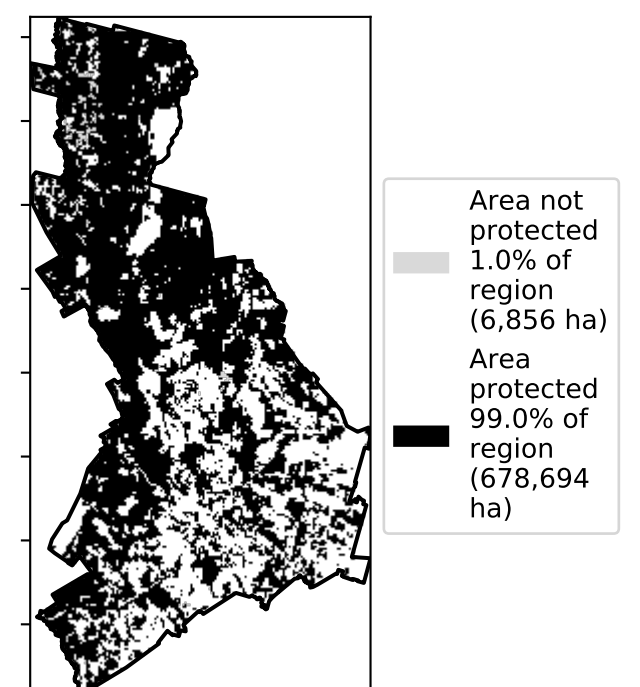 Area not
protected
1.0% of
region
(6,856 ha)
Area
protected
99.0% of
region
(678,694
ha)